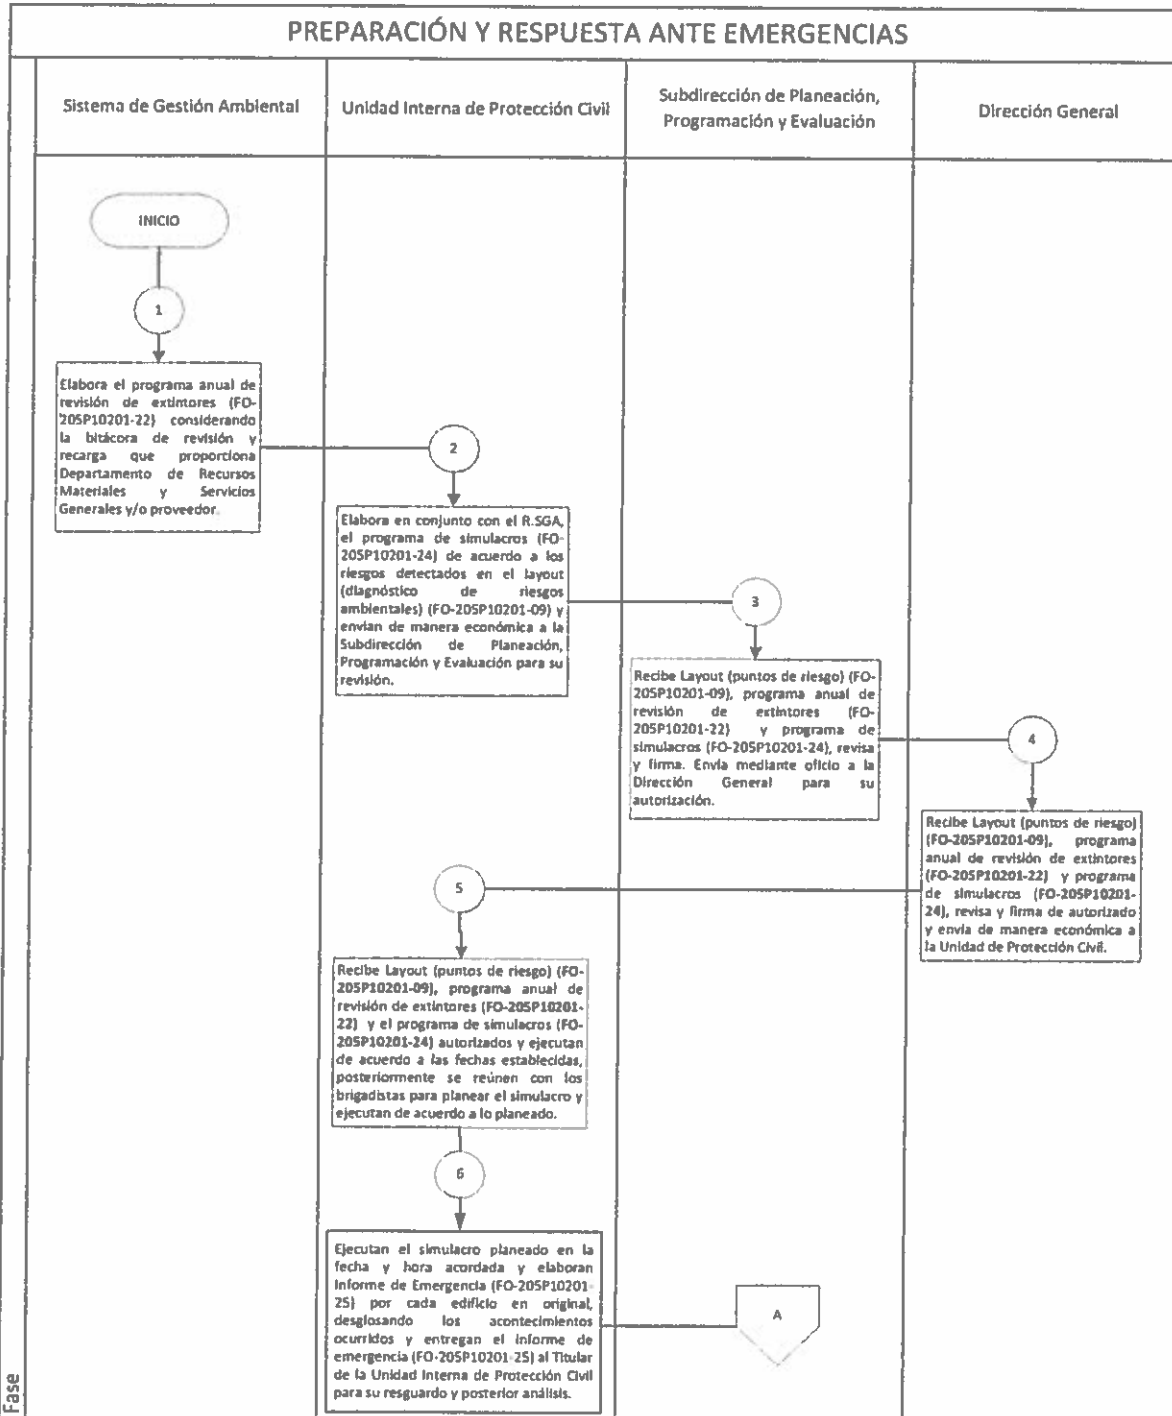 PREPARACIÓN Y RESPUESTA ANTE EMERGENCIAS
Sistema de Gestión Ambiental
Unidad Interna de Protección Civil
Subdirección de Planeación,
Programación y Evaluación
Dirección General
INICIO
1
Elabora el programa anual de
revisión de extintores (FO-
205P10201-22) considerando
la bitácora de revisión y
recarga que proporciona
Departamento de Recursos
Materiales y Servicios
Generales y/o proveedor.
2
Elabora en conjunto con el R.SGA,
el programa de simulacros (FO-
205P10201-24) de acuerdo a los
riesgos detectados en el layout
(diagnóstico de riesgos
ambientales) (FO-205P10201-09) y
envían de manera económica a la
Subdirección de Planeación,
Programación y Evaluación para su
revisión.
3
Recibe Layout (puntos de riesgo) (FO-
205P10201-09), programa anual de
revisión de extintores (FO-
205P10201-22) y programa de
simulacros (FO-205P10201-24), revisa
y firma. Envía mediante oficio a la
Dirección General para su
autorización.
4
Recibe Layout (puntos de riesgo)
(FO-205P10201-09), programa
anual de revisión de extintores
(FO-205P10201-22) y programa
de simulacros (FO-205P10201-
24), revisa y firma de autorizado
y envía de manera económica a
la Unidad de Protección Civil.
5
Recibe Layout (puntos de riesgo) (FO-
205P10201-09), programa anual de
revisión de extintores (FO-205P10201-
22) y el programa de simulacros (FO-
205P10201-24) autorizados y ejecutan
de acuerdo a las fechas establecidas,
posteriormente se reúnen con los
brigadistas para planear el simulacro y
ejecutan de acuerdo a lo planeado.
6
Ejecutan el simulacro planeado en la
fecha y hora acordada y elaboran
Informe de Emergencia (FO-205P10201-
25) por cada edificio en original,
desglosando los acontecimientos
ocurridos y entregan el informe de
emergencia (FO-205P10201-25) al Titular
de la Unidad Interna de Protección Civil
para su resguardo y posterior análisis.
A
Fase